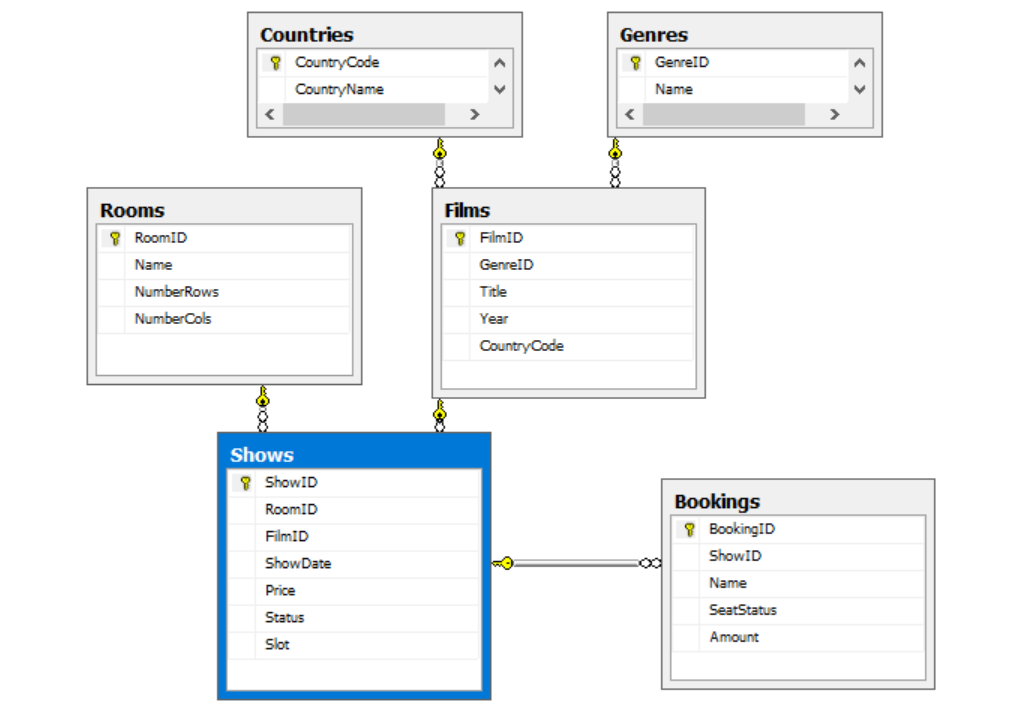 Countries
CountryCode
CountryName
Genres
GenreID
Name
Rooms
RoomID
Name
NumberRows
NumberCols
Films
FilmID
GenreID
Title
Year
CountryCode
Shows
ShowID
RoomID
FilmID
ShowDate
Price
Status
Slot
Bookings
BookingID
ShowID
Name
SeatStatus
Amount